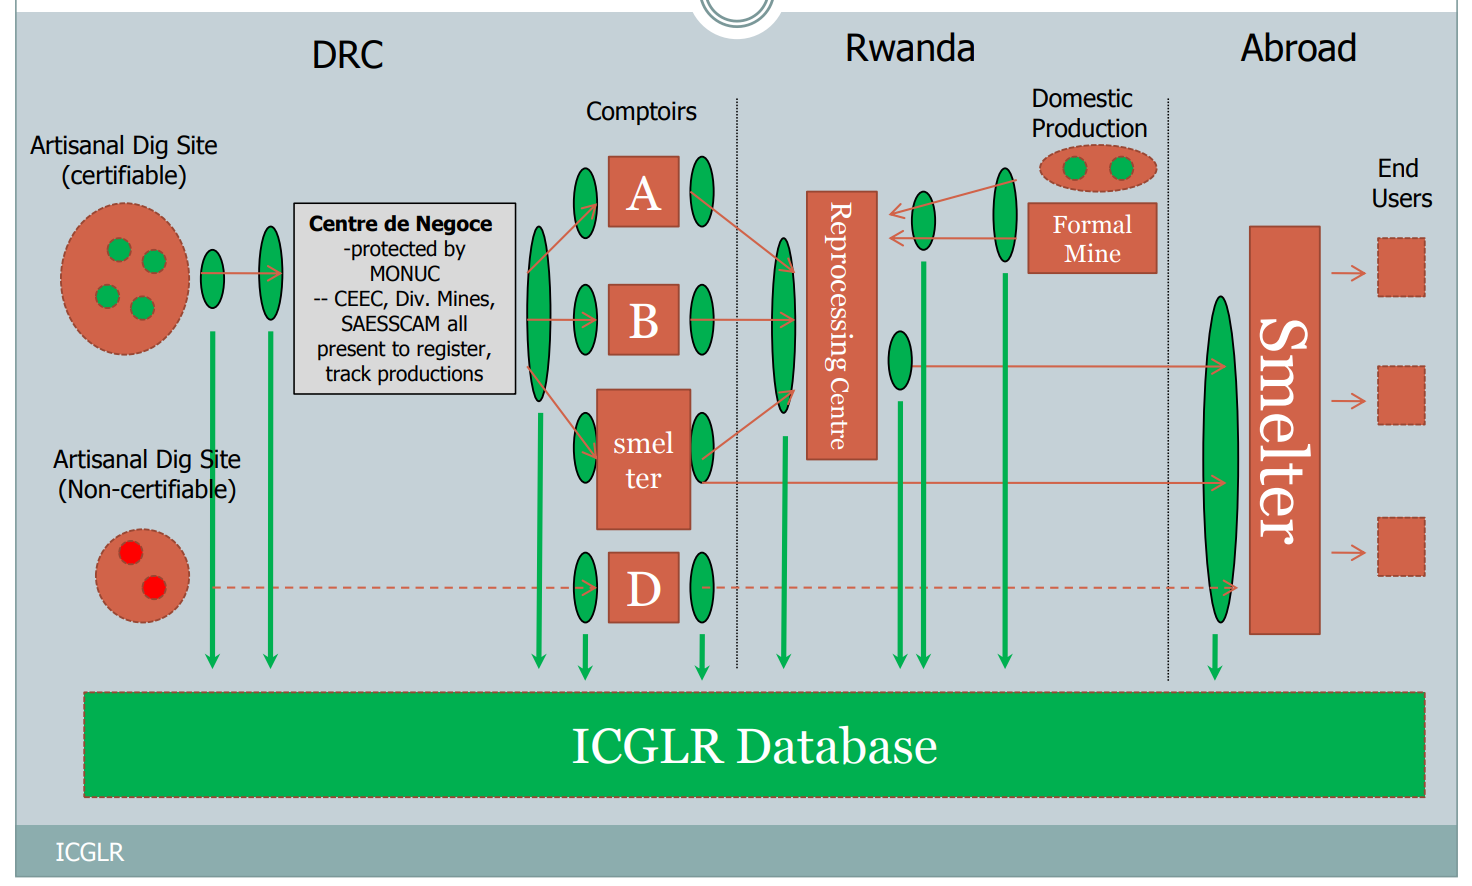 DRC
Rwanda
Abroad
Comptoirs
Domestic
Production
Artisanal Dig Site
(certifiable)
End
Users
Centre de Negoce
-protected by
MONUC
-- CEEC, Div. Mines,
SAESSCAM all
present to register,
track productions
A
B
smel
ter
D
Reprocessing Centre
Formal
Mine
Smelter
Artisanal Dig Site
(Non-certifiable)
ICGLR Database
ICGLR